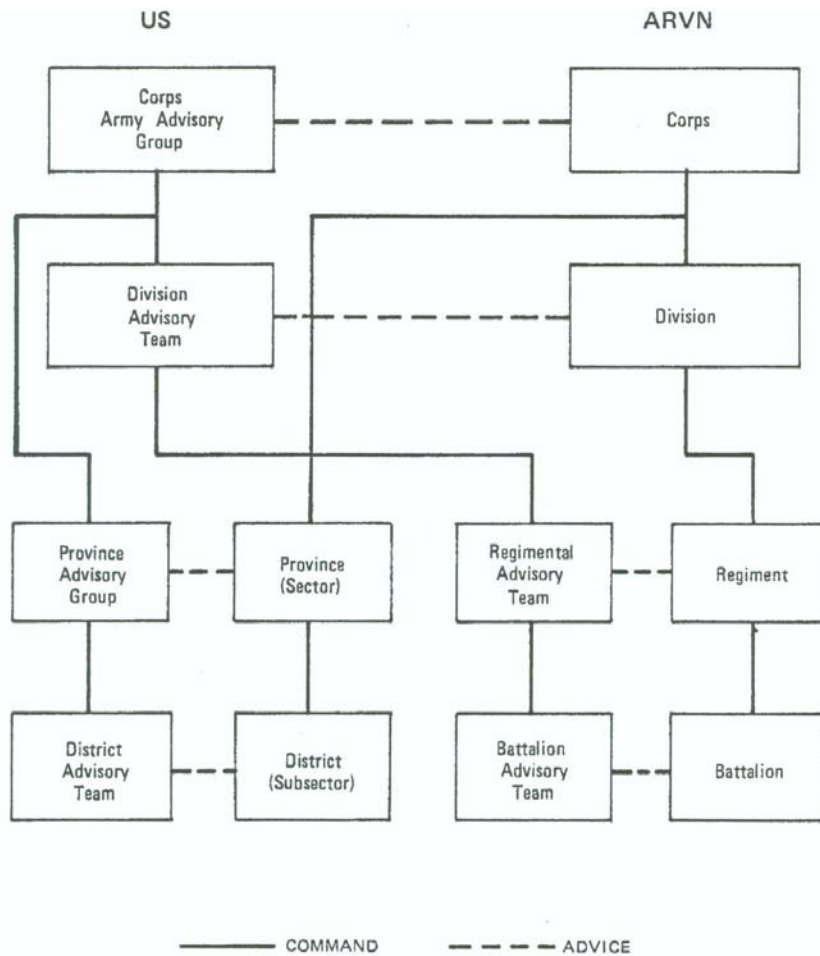 US
ARVN
Corps
Army Advisory
Group
Corps
Division
Advisory
Team
Division
Province
Advisory
Group
Province
(Sector)
Regimental
Advisory
Team
Regiment
District
Advisory
Team
District
(Subsector)
Battalion
Advisory
Team
Battalion
COMMAND
ADVICE